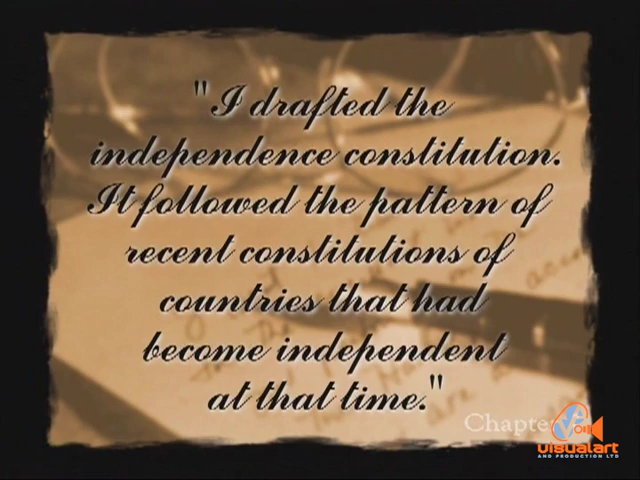 "I drafted the
independence constitution.
It followed the pattern of
recent constitutions of
countries that had
become independent
at that time."
Chapter
visualart
AND PRODUCTION LTD